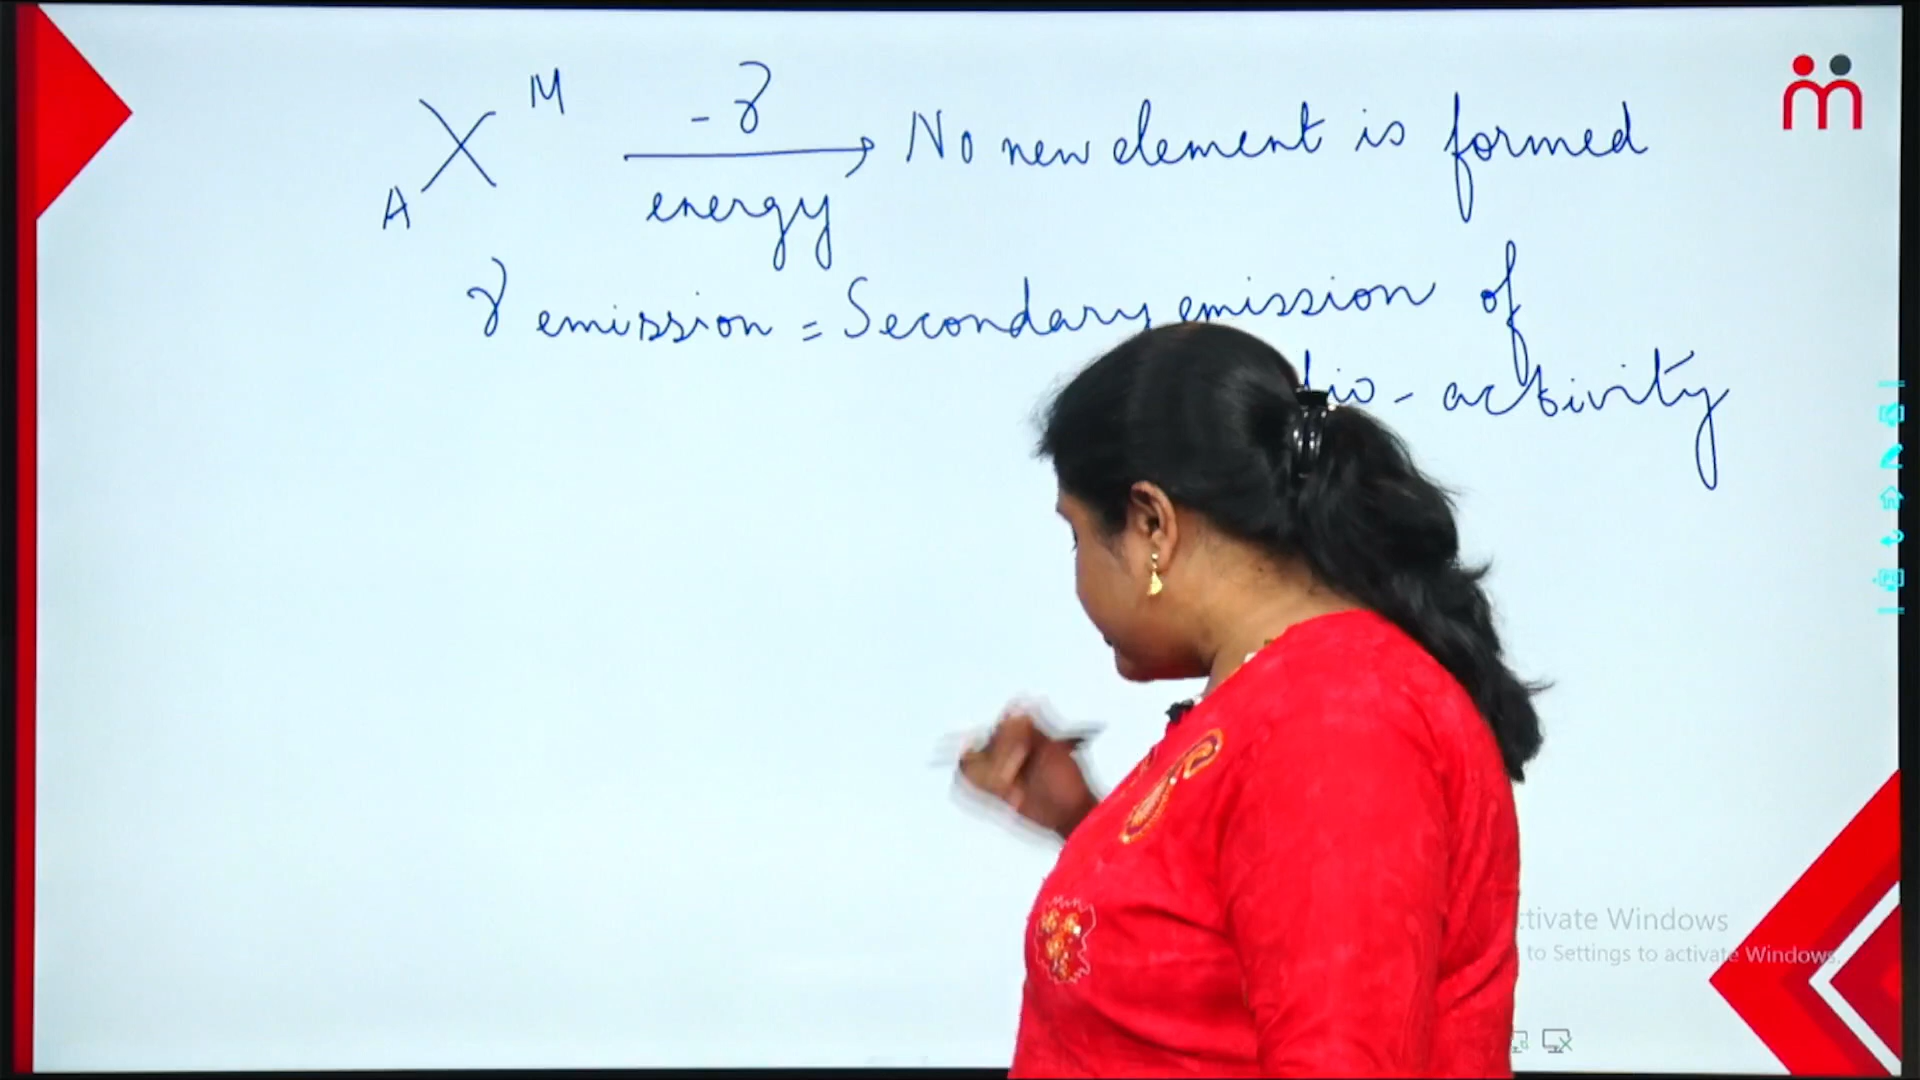 A X M -γ energy → No new element is formed
γ emission = Secondary emission of
- activity
Activate Windows
to Settings to activate Windows.